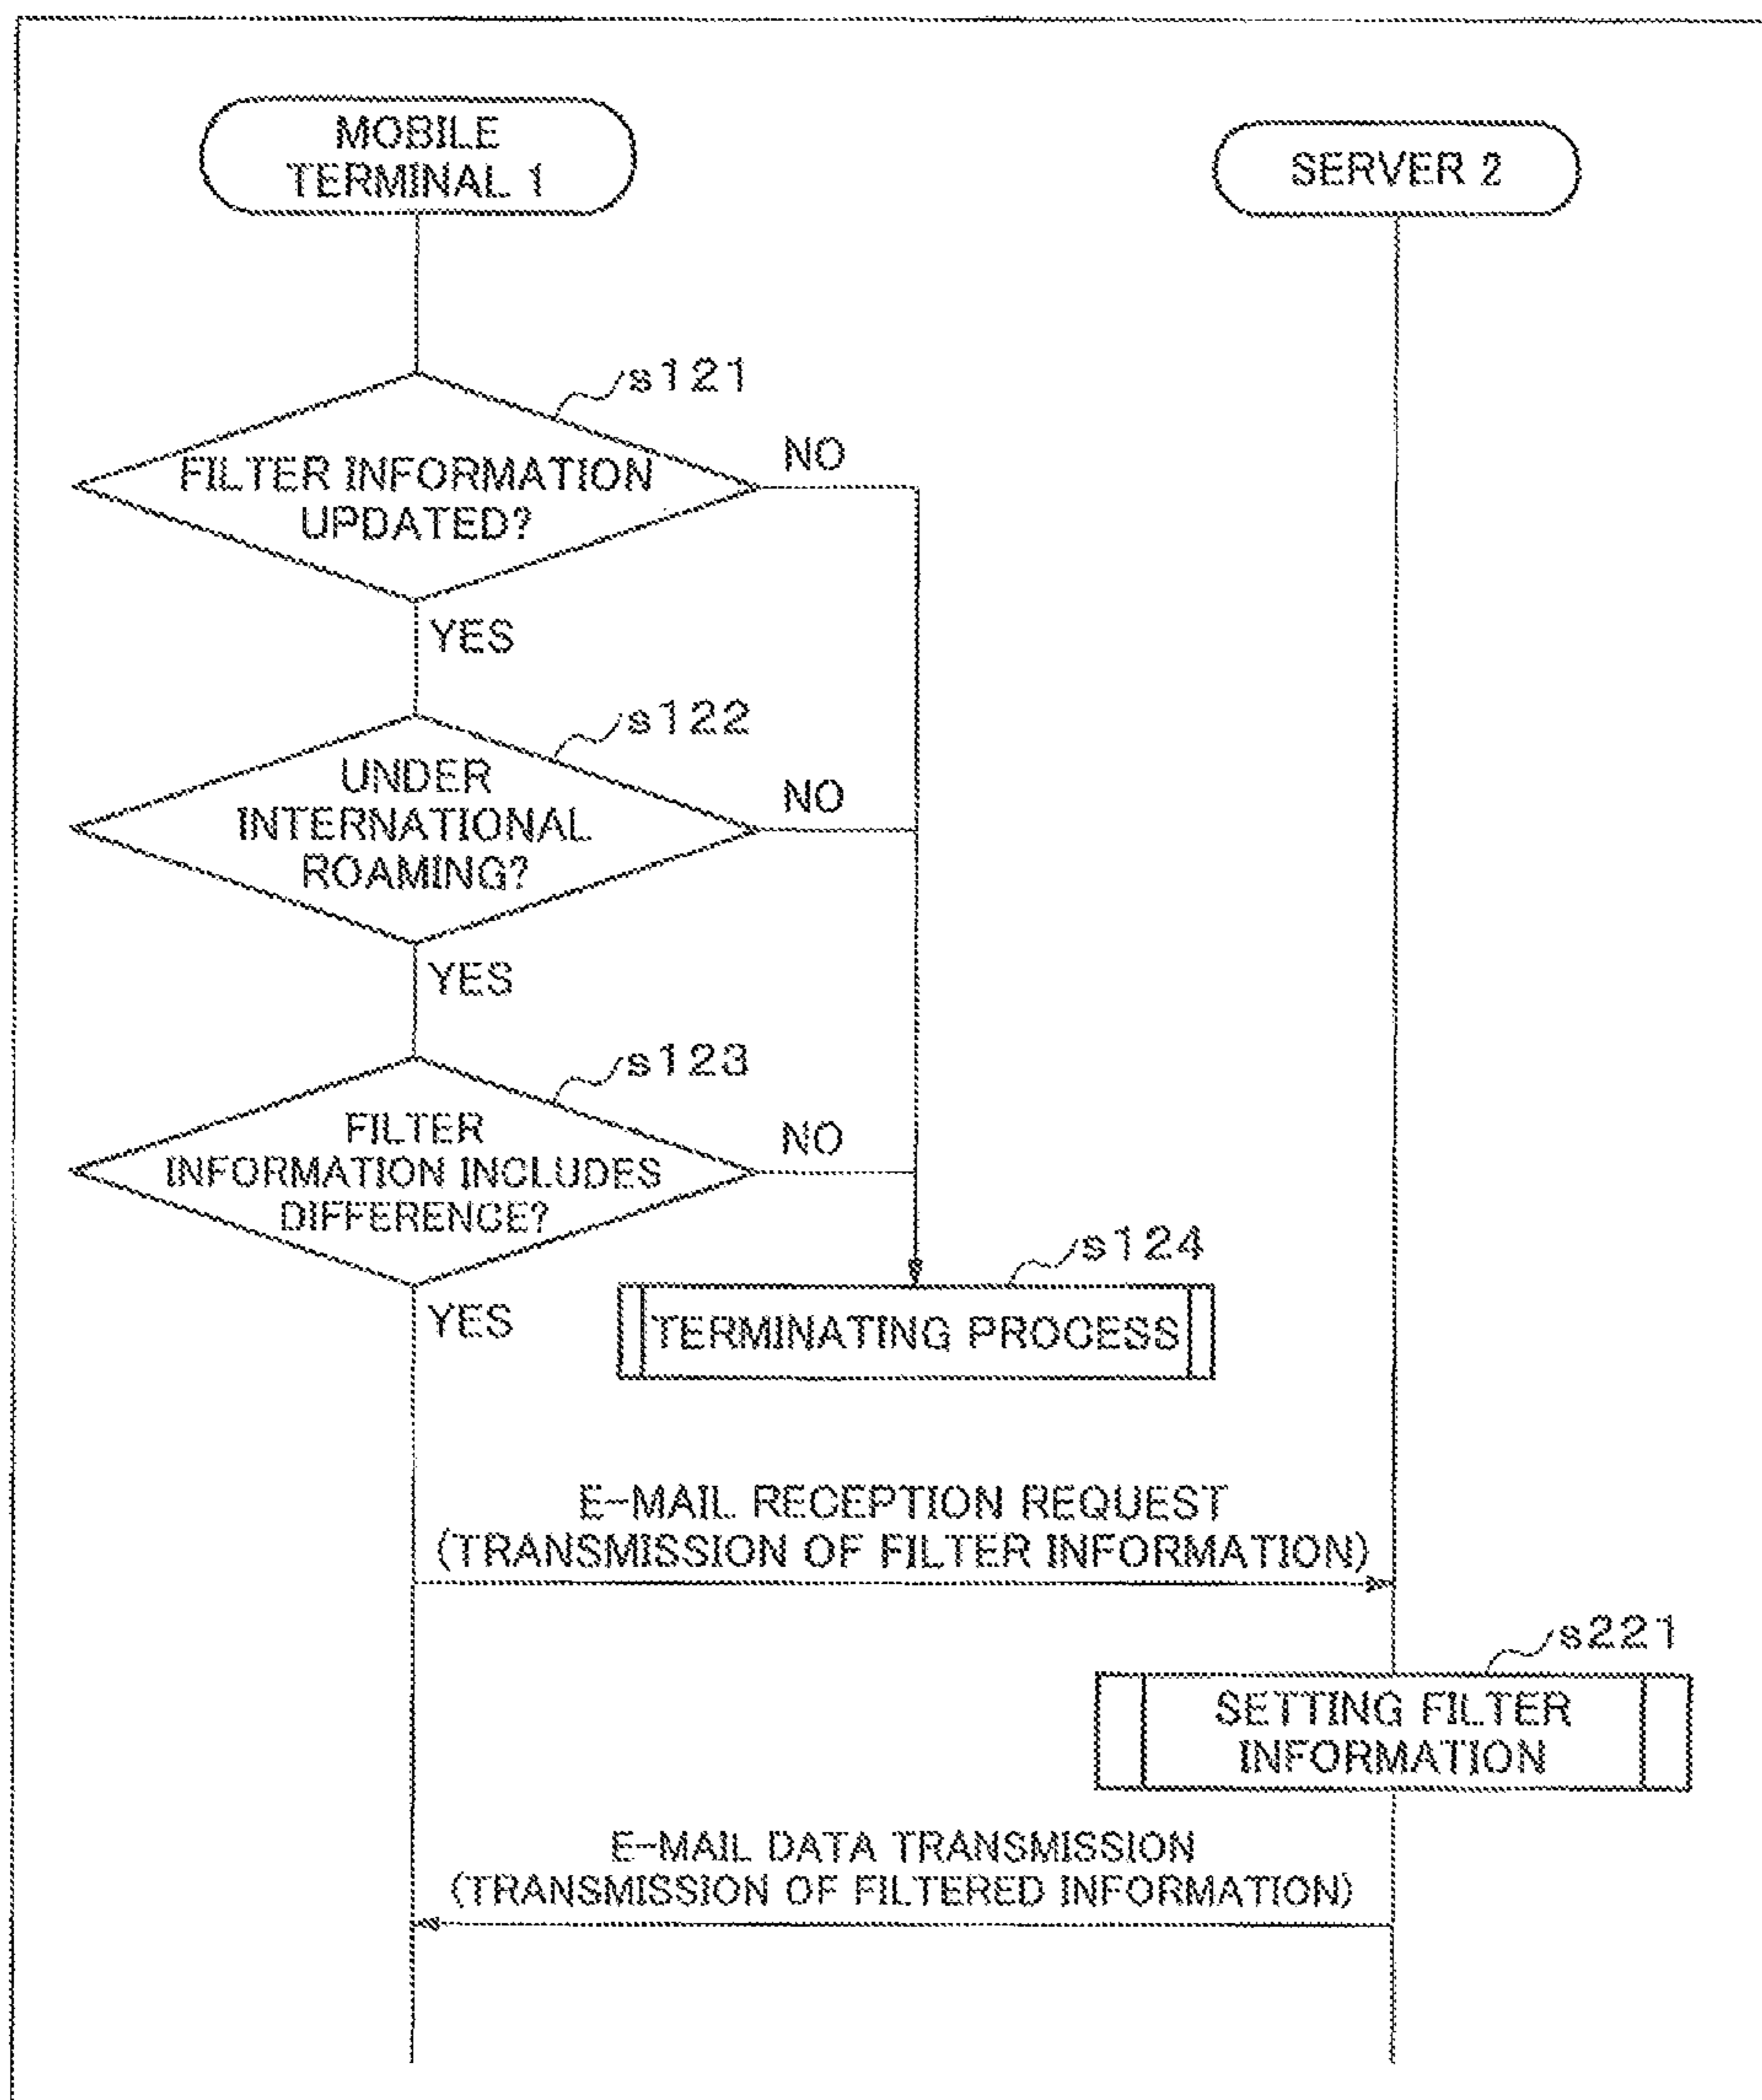 MOBILE
TERMINAL 1
SERVER 2
s121
FILTER INFORMATION
UPDATED?
NO
YES
s122
UNDER
INTERNATIONAL
ROAMING?
NO
YES
s123
FILTER
INFORMATION INCLUDES
DIFFERENCE?
NO
YES
s124
TERMINATING PROCESS
E-MAIL RECEPTION REQUEST
(TRANSMISSION OF FILTER INFORMATION)
s221
SETTING FILTER
INFORMATION
E-MAIL DATA TRANSMISSION
(TRANSMISSION OF FILTERED INFORMATION)